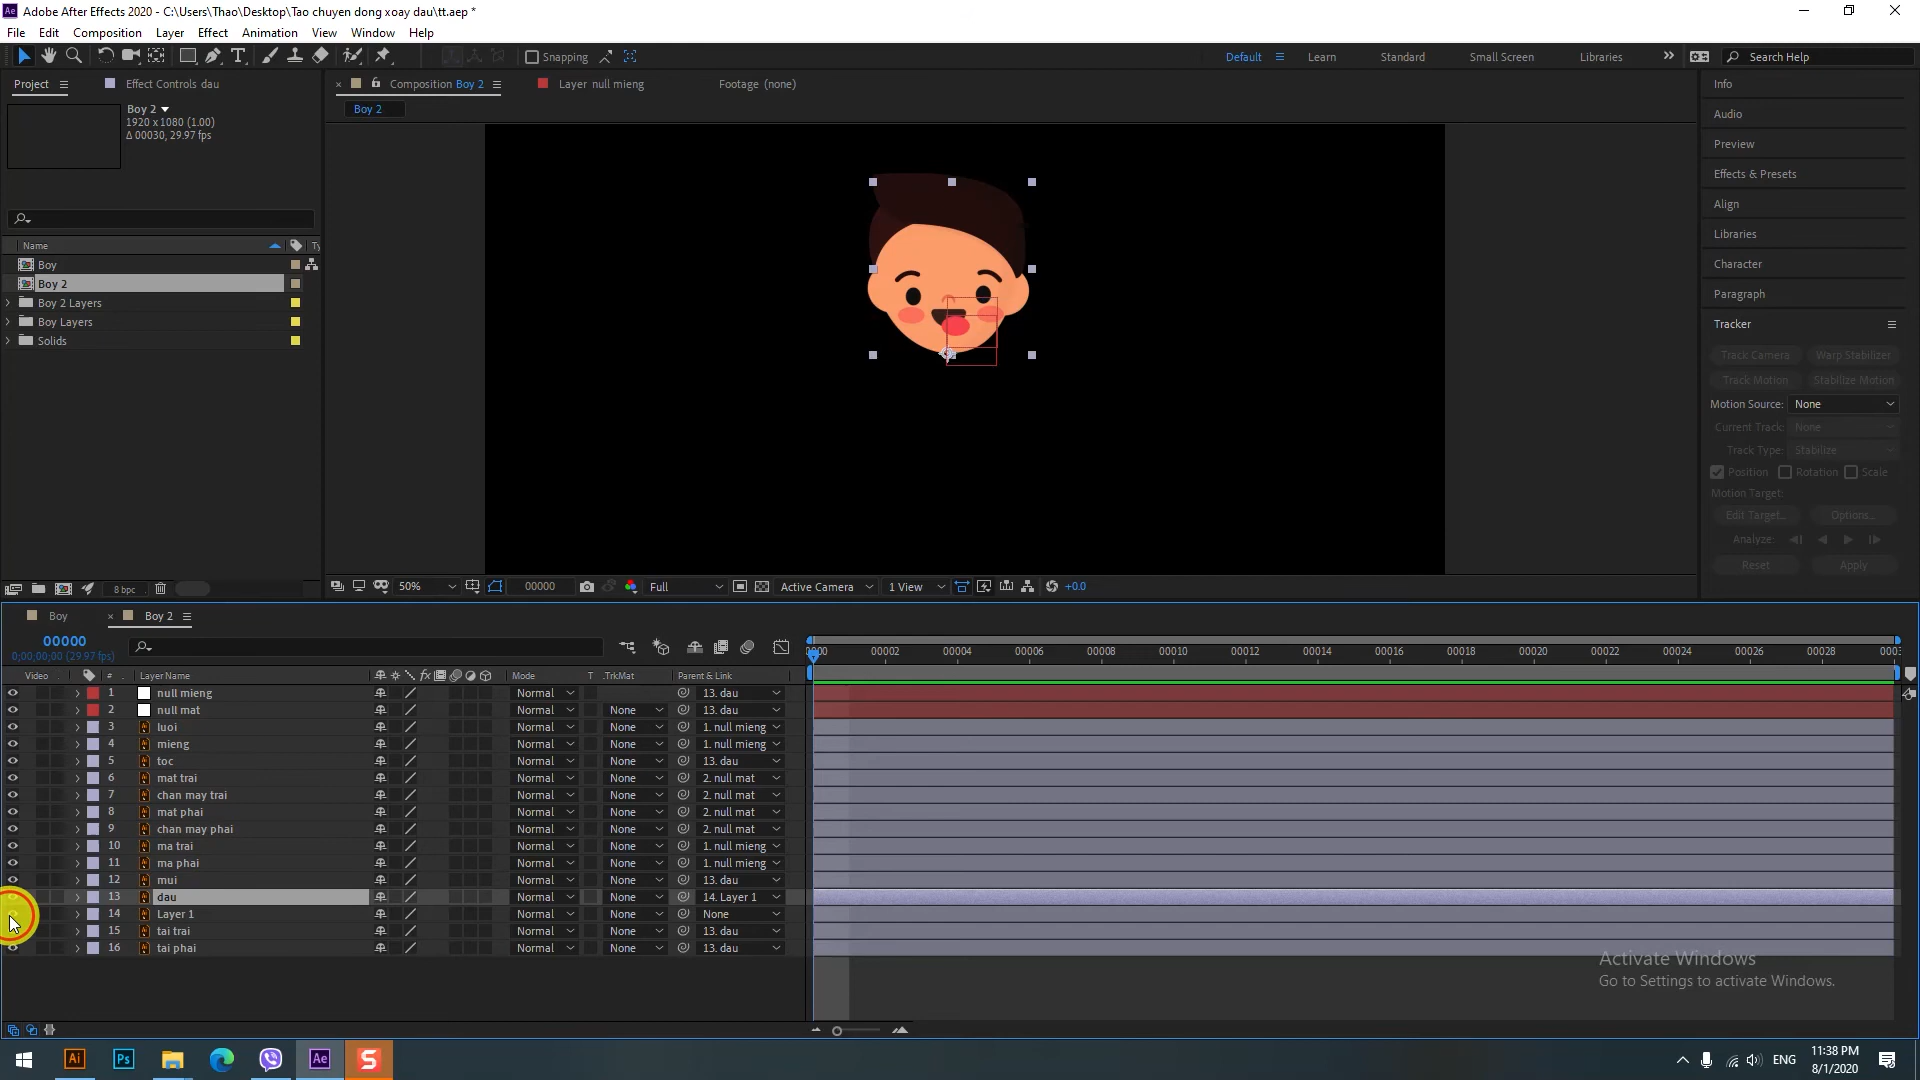 Adobe After Effects 2020 - C:\Users\Thao\Desktop\Tao chuyen dong xoay dau\tt.aep *
File Edit Composition Layer Effect Animation View Window Help
Snapping
Default Learn Standard Small Screen Libraries Search Help
Project Effect Controls dau
Composition Boy 2 Layer null mieng Footage (none)
Boy 2
1920 x 1080 (1.00)
Δ 00030, 29.97 fps
Boy 2
Name Ty
Boy
Boy 2
Boy 2 Layers
Boy Layers
Solids
8 bpc
50% 00000 Full Active Camera 1 View +0.0
Info
Audio
Preview
Effects & Presets
Align
Libraries
Character
Paragraph
Tracker
Track Camera Warp Stabilizer
Track Motion Stabilize Motion
Motion Source: None
Current Track: None
Track Type: Stabilize
Position Rotation Scale
Motion Target:
Edit Target... Options...
Analyze:
Reset Apply
Boy Boy 2
00000
0;00;00;00 (29.97 fps)
0000 00002 00004 00006 00008 00010 00012 00014 00016 00018 00020 00022 00024 00026 00028 0003
Video # Layer Name Mode T .TrkMat Parent & Link
1 null mieng Normal 13. dau
2 null mat Normal None 13. dau
3 luoi Normal None 1. null mieng
4 mieng Normal None 1. null mieng
5 toc Normal None 13. dau
6 mat trai Normal None 2. null mat
7 chan may trai Normal None 2. null mat
8 mat phai Normal None 2. null mat
9 chan may phai Normal None 2. null mat
10 ma trai Normal None 1. null mieng
11 ma phai Normal None 1. null mieng
12 mui Normal None 13. dau
13 dau Normal None 14. Layer 1
14 Layer 1 Normal None None
15 tai trai Normal None 13. dau
16 tai phai Normal None 13. dau
Activate Windows
Go to Settings to activate Windows.
Ai Ps Ae S
ENG
11:38 PM
8/1/2020